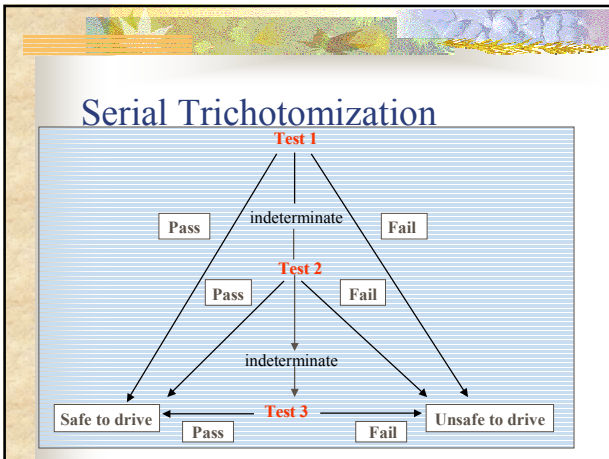 Serial Trichotomization
Test 1
indeterminate
Pass
Fail
Test 2
Pass
Fail
indeterminate
Safe to drive
Test 3
Unsafe to drive
Pass
Fail